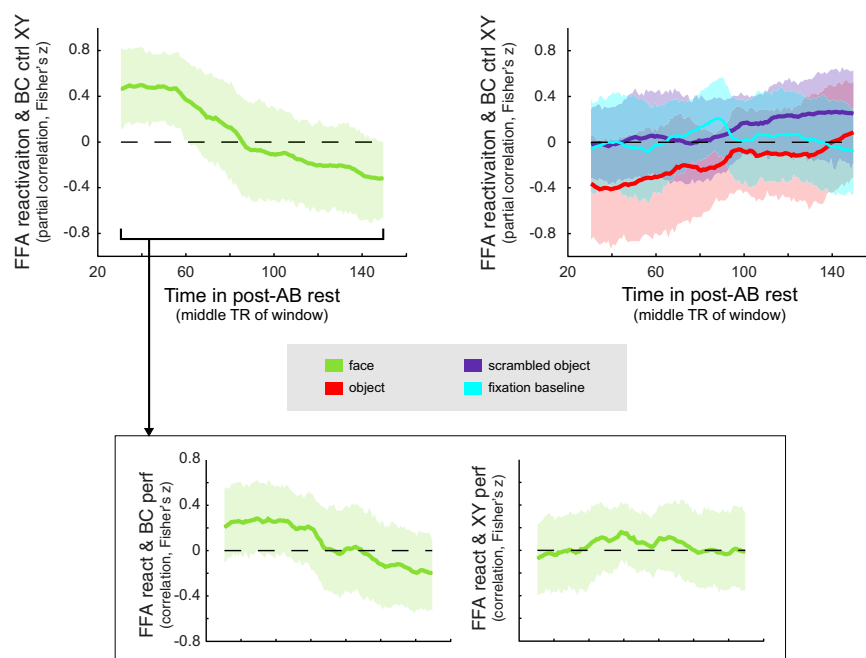 FFA reactivation & BC ctrl XY
(partial correlation, Fisher's z)
0.8
0.4
0
-0.4
-0.8
20
60
100
140
Time in post-AB rest
(middle TR of window)
FFA reactivaiton & BC ctrl XY
(partial correlation, Fisher's z)
0.8
0.4
0
-0.4
-0.8
20
60
100
140
Time in post-AB rest
(middle TR of window)
face
scrambled object
object
fixation baseline
FFA react & BC perf
(correlation, Fisher's z)
0.8
0.4
0
-0.4
-0.8
FFA react & XY perf
(correlation, Fisher's z)